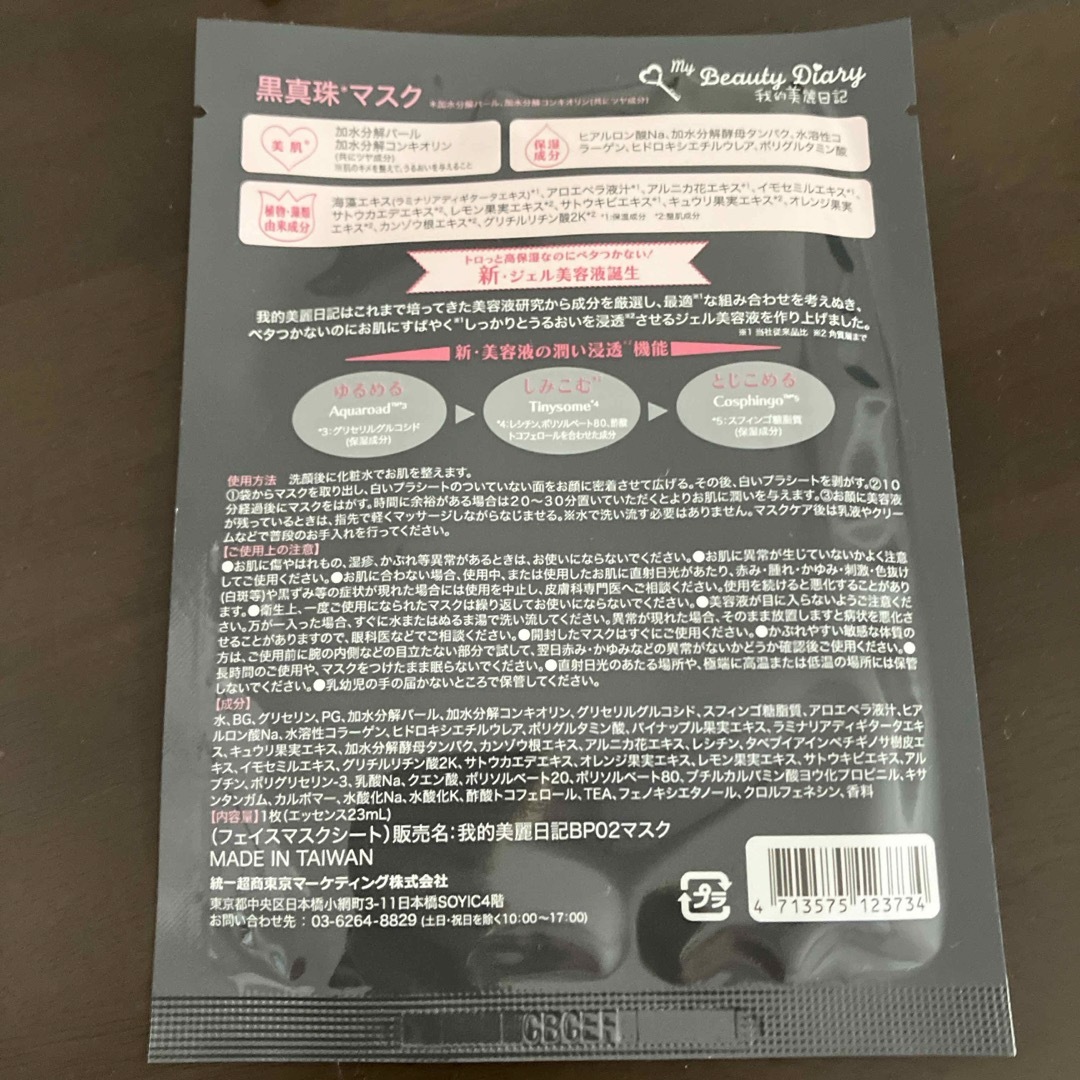 黒真珠*マスク *加水分解パール、加水分解コンキオリン(共にツヤ成分)
My Beauty Diary
我的美麗日記
美肌*
加水分解パール
加水分解コンキオリン
(共にツヤ成分)
※肌のキメを整えて、うるおいを与えること
保湿
成分
ヒアルロン酸Na、加水分解酵母タンパク、水溶性コ
ラーゲン、ヒドロキシエチルウレア、ポリグルタミン酸
植物・藻類
由来成分
海藻エキス(ラミナリアディギタータエキス)*1、アロエベラ液汁*1、アルニカ花エキス*1、イモセミルエキス*1、
サトウカエデエキス*2、レモン果実エキス*2、サトウキビエキス*1、キュウリ果実エキス*2、オレンジ果実
エキス*2、カンゾウ根エキス*2、グリチルリチン酸2K*2 *1:保湿成分 *2:整肌成分
トロっと高保湿なのにベタつかない!
新・ジェル美容液誕生
我的美麗日記はこれまで培ってきた美容液研究から成分を厳選し、最適*1な組み合わせを考えぬき、
ベタつかないのにお肌にすばやく*1しっかりとうるおいを浸透*2させるジェル美容液を作り上げました。
※1 当社従来品比 ※2 角質層まで
新・美容液の潤い浸透*2機能
ゆるめる
Aquaroad™*3
*3:グリセリルグルコシド
(保湿成分)
しみこむ*2
Tinysome*4
*4:レシチン、ポリソルベート80、酢酸
トコフェロールを合わせた成分
とじこめる
Cosphingo™*5
*5:スフィンゴ糖脂質
(保湿成分)
使用方法 洗顔後に化粧水でお肌を整えます。
①袋からマスクを取り出し、白いプラシートのついていない面をお顔に密着させて広げる。その後、白いプラシートを剥がす。②10
分経過後にマスクをはがす。時間に余裕がある場合は20～30分置いていただくとよりお肌に潤いを与えます。③お顔に美容液
が残っているときは、指先で軽くマッサージしながらなじませる。※水で洗い流す必要はありません。マスクケア後は乳液やクリー
ムなどで普段のお手入れを行ってください。
【ご使用上の注意】
●お肌に傷やはれもの、湿疹、かぶれ等異常があるときは、お使いにならないでください。●お肌に異常が生じていないかよく注意
してご使用ください。●お肌に合わない場合、使用中、または使用したお肌に直射日光があたり、赤み・腫れ・かゆみ・刺激・色抜け
(白斑等)や黒ずみ等の症状が現れた場合には使用を中止し、皮膚科専門医へご相談ください。使用を続けると悪化することがあり
ます。●衛生上、一度ご使用になられたマスクは繰り返してお使いにならないでください。●美容液が目に入らないようご注意くだ
さい。万が一入った場合、すぐに水またはぬるま湯で洗い流してください。異常が現れた場合、そのまま放置しますと病状を悪化さ
せることがありますので、眼科医などでご相談ください。●開封したマスクはすぐにご使用ください。●かぶれやすい敏感な体質の
方は、ご使用前に腕の内側などの目立たない部分で試して、翌日赤み・かゆみなどの異常がないかどうか確認後ご使用ください。●
長時間のご使用や、マスクをつけたまま眠らないでください。●直射日光のあたる場所や、極端に高温または低温の場所には保管
しないでください。●乳幼児の手の届かないところで保管してください。
【成分】
水、BG、グリセリン、PG、加水分解パール、加水分解コンキオリン、グリセリルグルコシド、スフィンゴ糖脂質、アロエベラ液汁、ヒア
ルロン酸Na、水溶性コラーゲン、ヒドロキシエチルウレア、ポリグルタミン酸、パイナップル果実エキス、ラミナリアディギタータエキ
ス、キュウリ果実エキス、加水分解酵母タンパク、カンゾウ根エキス、アルニカ花エキス、レシチン、タベブイアインペチギノサ樹皮エ
キス、イモセミルエキス、グリチルリチン酸2K、サトウカエデエキス、オレンジ果実エキス、レモン果実エキス、サトウキビエキス、アル
ブチン、ポリグリセリン-3、乳酸Na、クエン酸、ポリソルベート20、ポリソルベート80、ブチルカルバミン酸ヨウ化プロピニル、キサ
ンタンガム、カルボマー、水酸化Na、水酸化K、酢酸トコフェロール、TEA、フェノキシエタノール、クロルフェネシン、香料
【内容量】1枚(エッセンス23mL)
(フェイスマスクシート)販売名:我的美麗日記BP02マスク
MADE IN TAIWAN
統一超商東京マーケティング株式会社
東京都中央区日本橋小網町3-11日本橋SOYIC4階
お問い合わせ先 : 03-6264-8829 (土日・祝日を除く10:00～17:00)
プラ
4 713575 123734
CBCEF